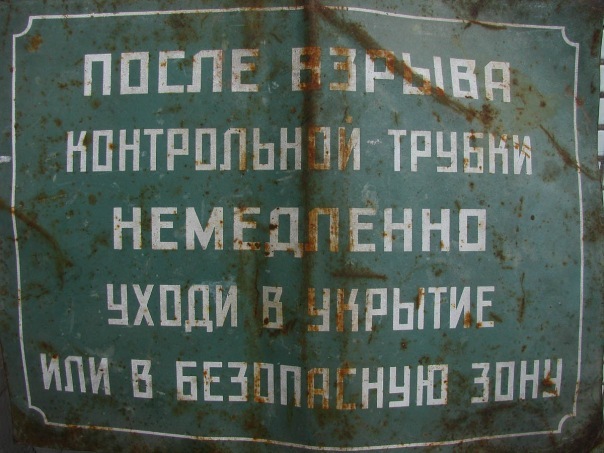 ПОСЛЕ ВЗРЫВА
КОНТРОЛЬНОЙ ТРУБКИ
НЕМЕДЛЕННО
УХОДИ В УКРЫТИЕ
ИЛИ В БЕЗОПАСНУЮ ЗОНУ